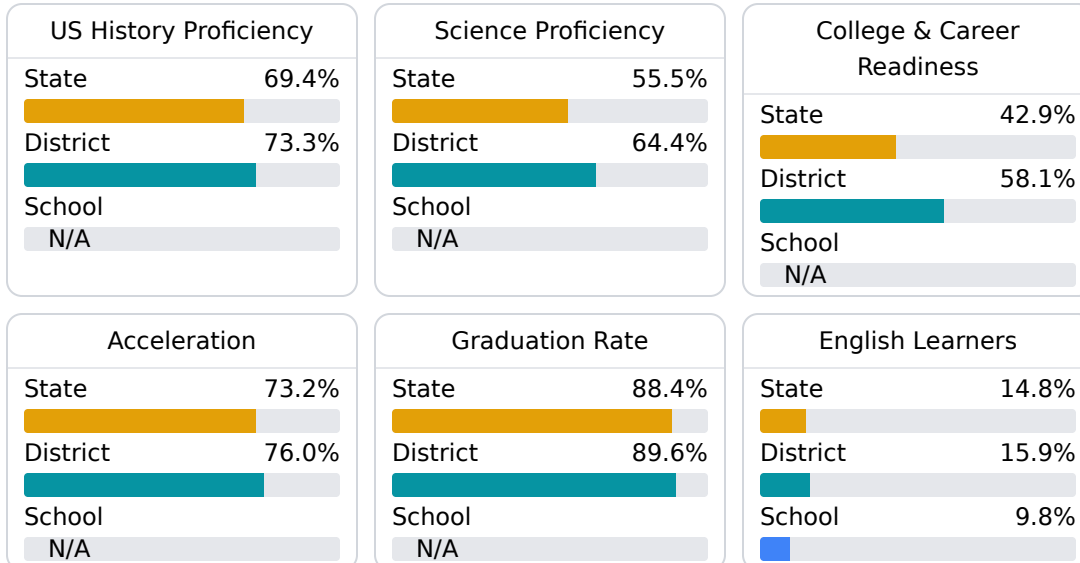 US History Proficiency
State 69.4%
District 73.3%
School
N/A
Science Proficiency
State 55.5%
District 64.4%
School
N/A
College & Career
Readiness
State 42.9%
District 58.1%
School
N/A
Acceleration
State 73.2%
District 76.0%
School
N/A
Graduation Rate
State 88.4%
District 89.6%
School
N/A
English Learners
State 14.8%
District 15.9%
School 9.8%